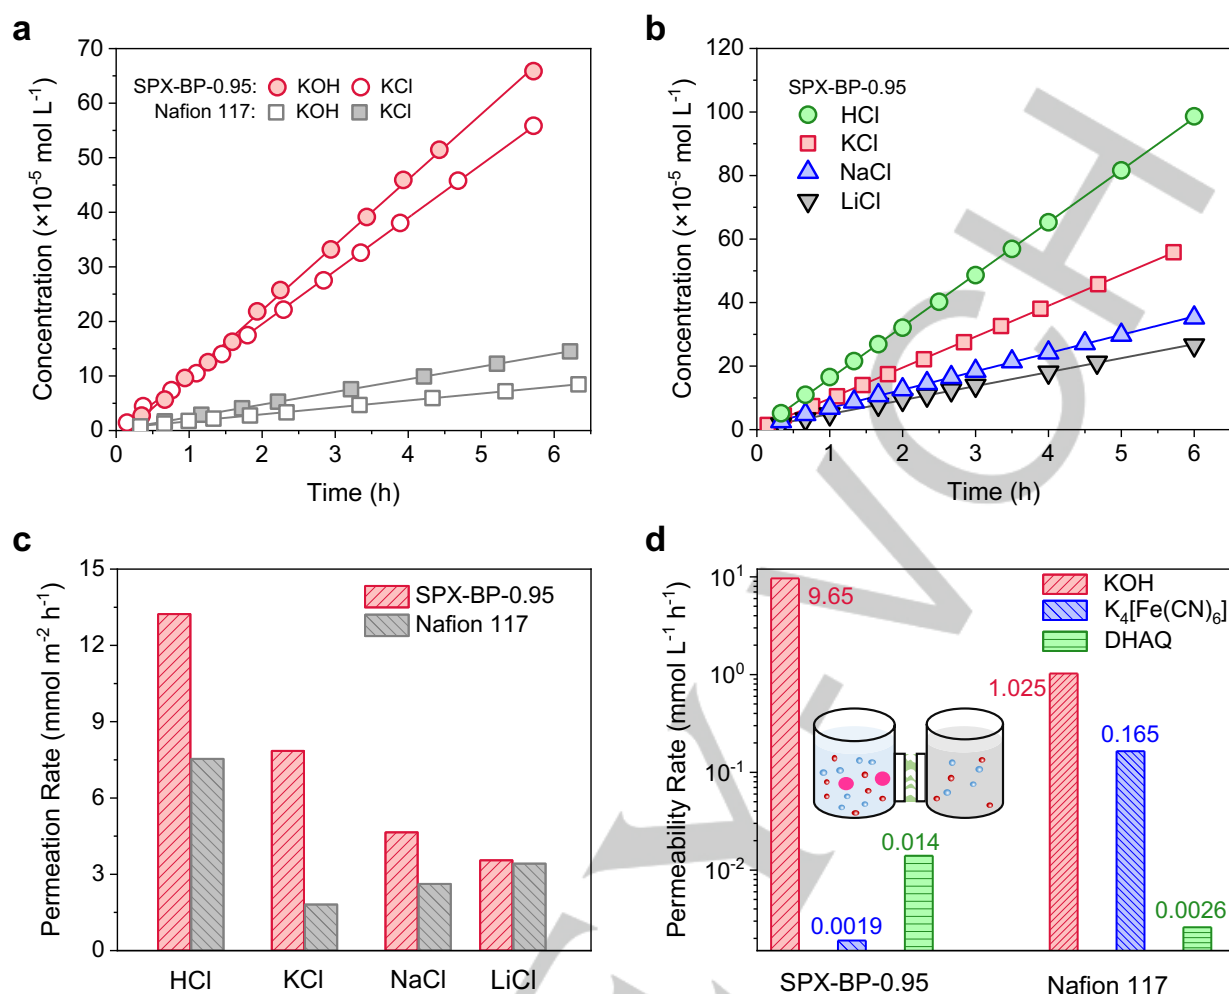 a
70
60
50
40
30
20
10
0
Concentration (×10⁻⁵ mol L⁻¹)
SPX-BP-0.95: KOH KCl
Nafion 117: KOH KCl
0 1 2 3 4 5 6
Time (h)
b
120
100
80
60
40
20
0
Concentration (×10⁻⁵ mol L⁻¹)
SPX-BP-0.95
HCl
KCl
NaCl
LiCl
0 1 2 3 4 5 6
Time (h)
c
15
12
9
6
3
0
Permeation Rate (mmol m⁻² h⁻¹)
SPX-BP-0.95
Nafion 117
HCl KCl NaCl LiCl
d
10¹
10⁰
10⁻¹
10⁻²
Permeability Rate (mmol L⁻¹ h⁻¹)
KOH
K₄[Fe(CN)₆]
DHAQ
9.65
1.025
0.165
0.014
0.0019
0.0026
SPX-BP-0.95 Nafion 117